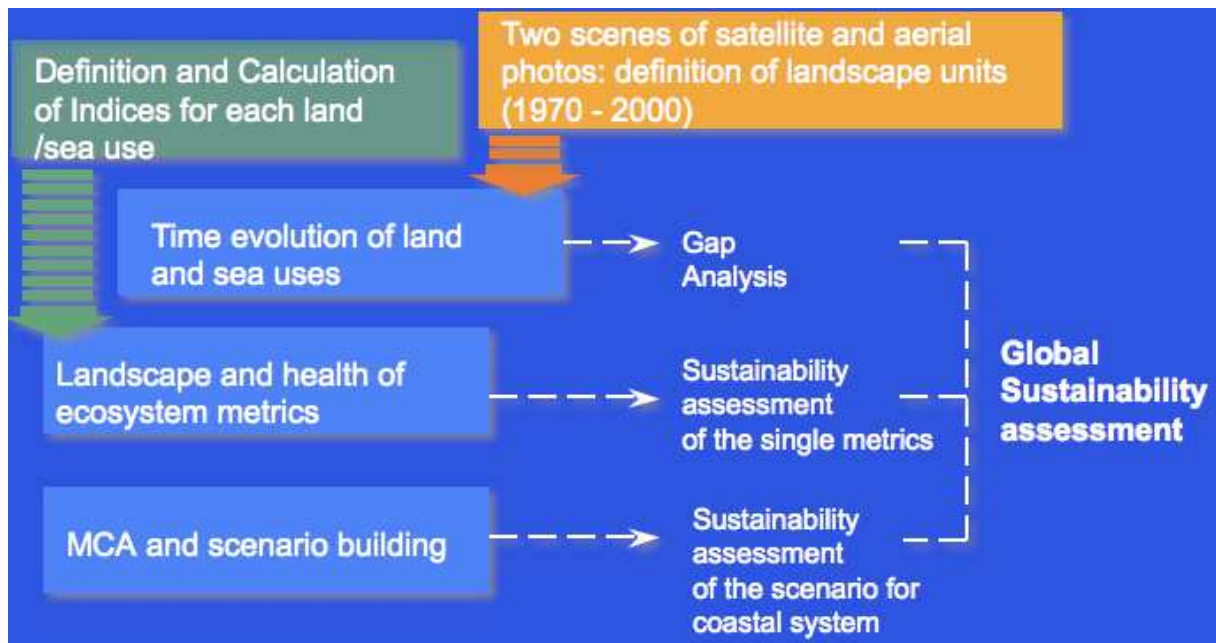 Definition and Calculation
of Indices for each land
/sea use
Two scenes of satellite and aerial
photos: definition of landscape units
(1970 - 2000)
Time evolution of land
and sea uses
Gap
Analysis
Landscape and health of
ecosystem metrics
Sustainability
assessment
of the single metrics
Global
Sustainability
assessment
MCA and scenario building
Sustainability
assessment
of the scenario for
coastal system